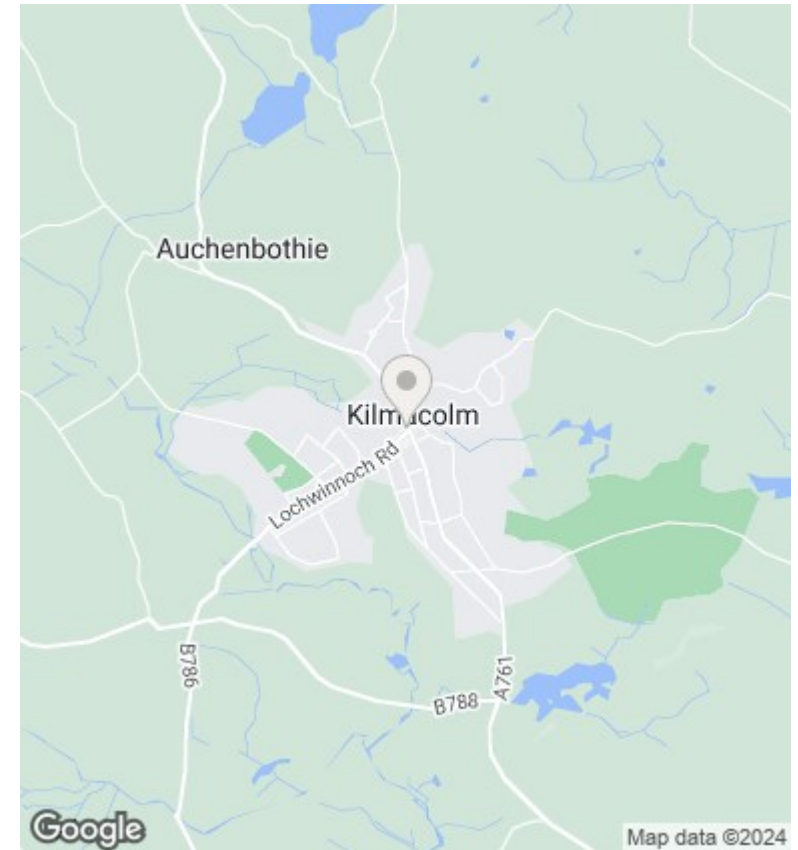 Auchenbothie
Kilmacolm
Lochwinnoch Rd
B786
B788
A761
Google
Map data ©2024